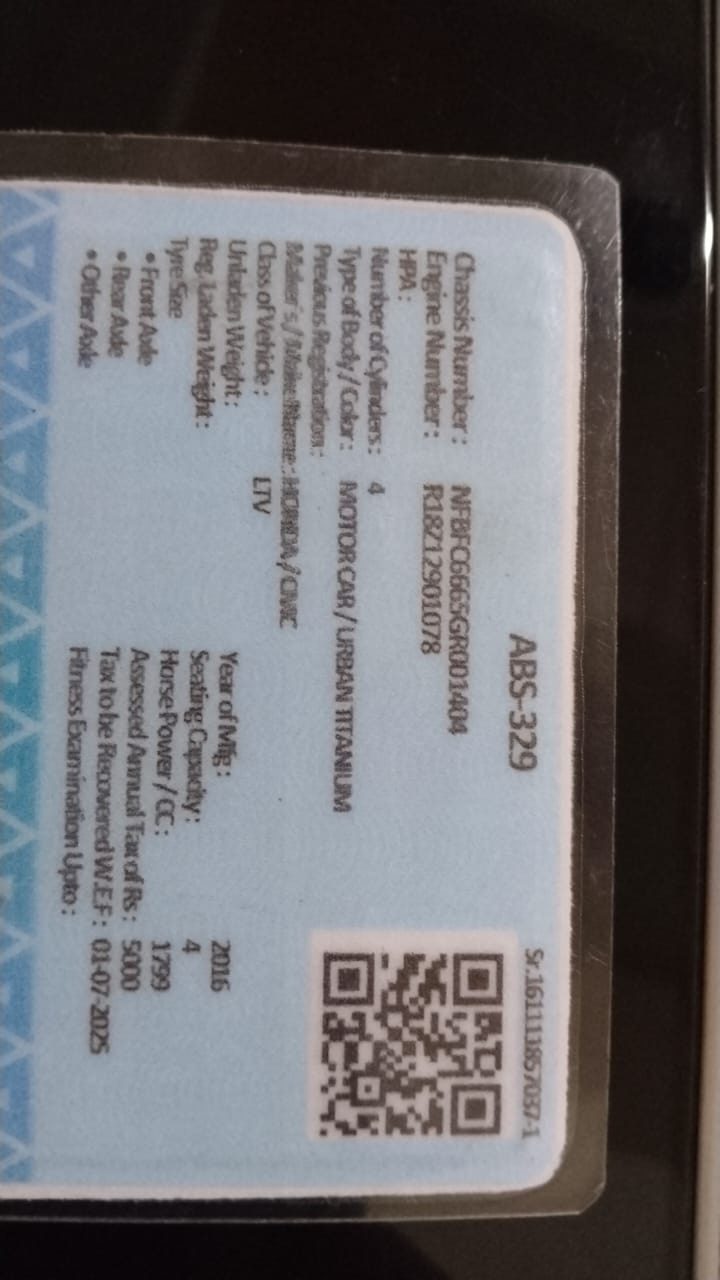 Sr.161111857037-1
ABS-329
Chassis Number : NFBFC6665GR001404
Engine Number : R18Z12901078
HPA :
Number of Cylinders : 4
Type of Body / Color : MOTOR CAR / URBAN TITANIUM
Previous Registration :
Maker's / Make Name : HONDA / CIVIC
Class of Vehicle : LTV
Unladen Weight : Year of Mfg : 2016
Reg. Laden Weight : Seating Capacity : 4
Tyre Size Horse Power / CC : 1799
• Front Axle Assessed Annual Tax of Rs : 5000
• Rear Axle Tax to be Recovered W.E.F : 01-07-2025
• Other Axle Fitness Examination Upto :